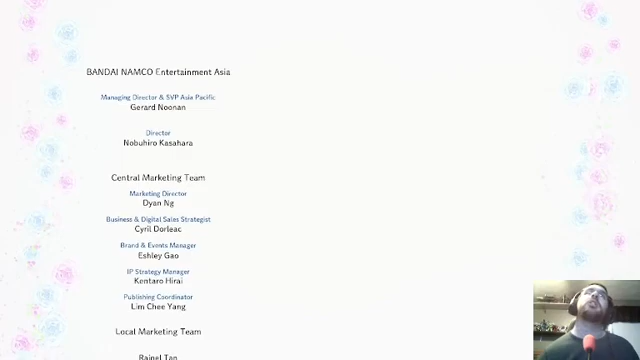 BANDAI NAMCO Entertainment Asia
Managing Director & SVP Asia Pacific
Gerard Noonan
Director
Nobuhiro Kasahara
Central Marketing Team
Marketing Director
Dyan Ng
Business & Digital Sales Strategist
Cyril Dorleac
Brand & Events Manager
Eshley Gao
IP Strategy Manager
Kentaro Hirai
Publishing Coordinator
Lim Chee Yang
Local Marketing Team
Rainel Tan